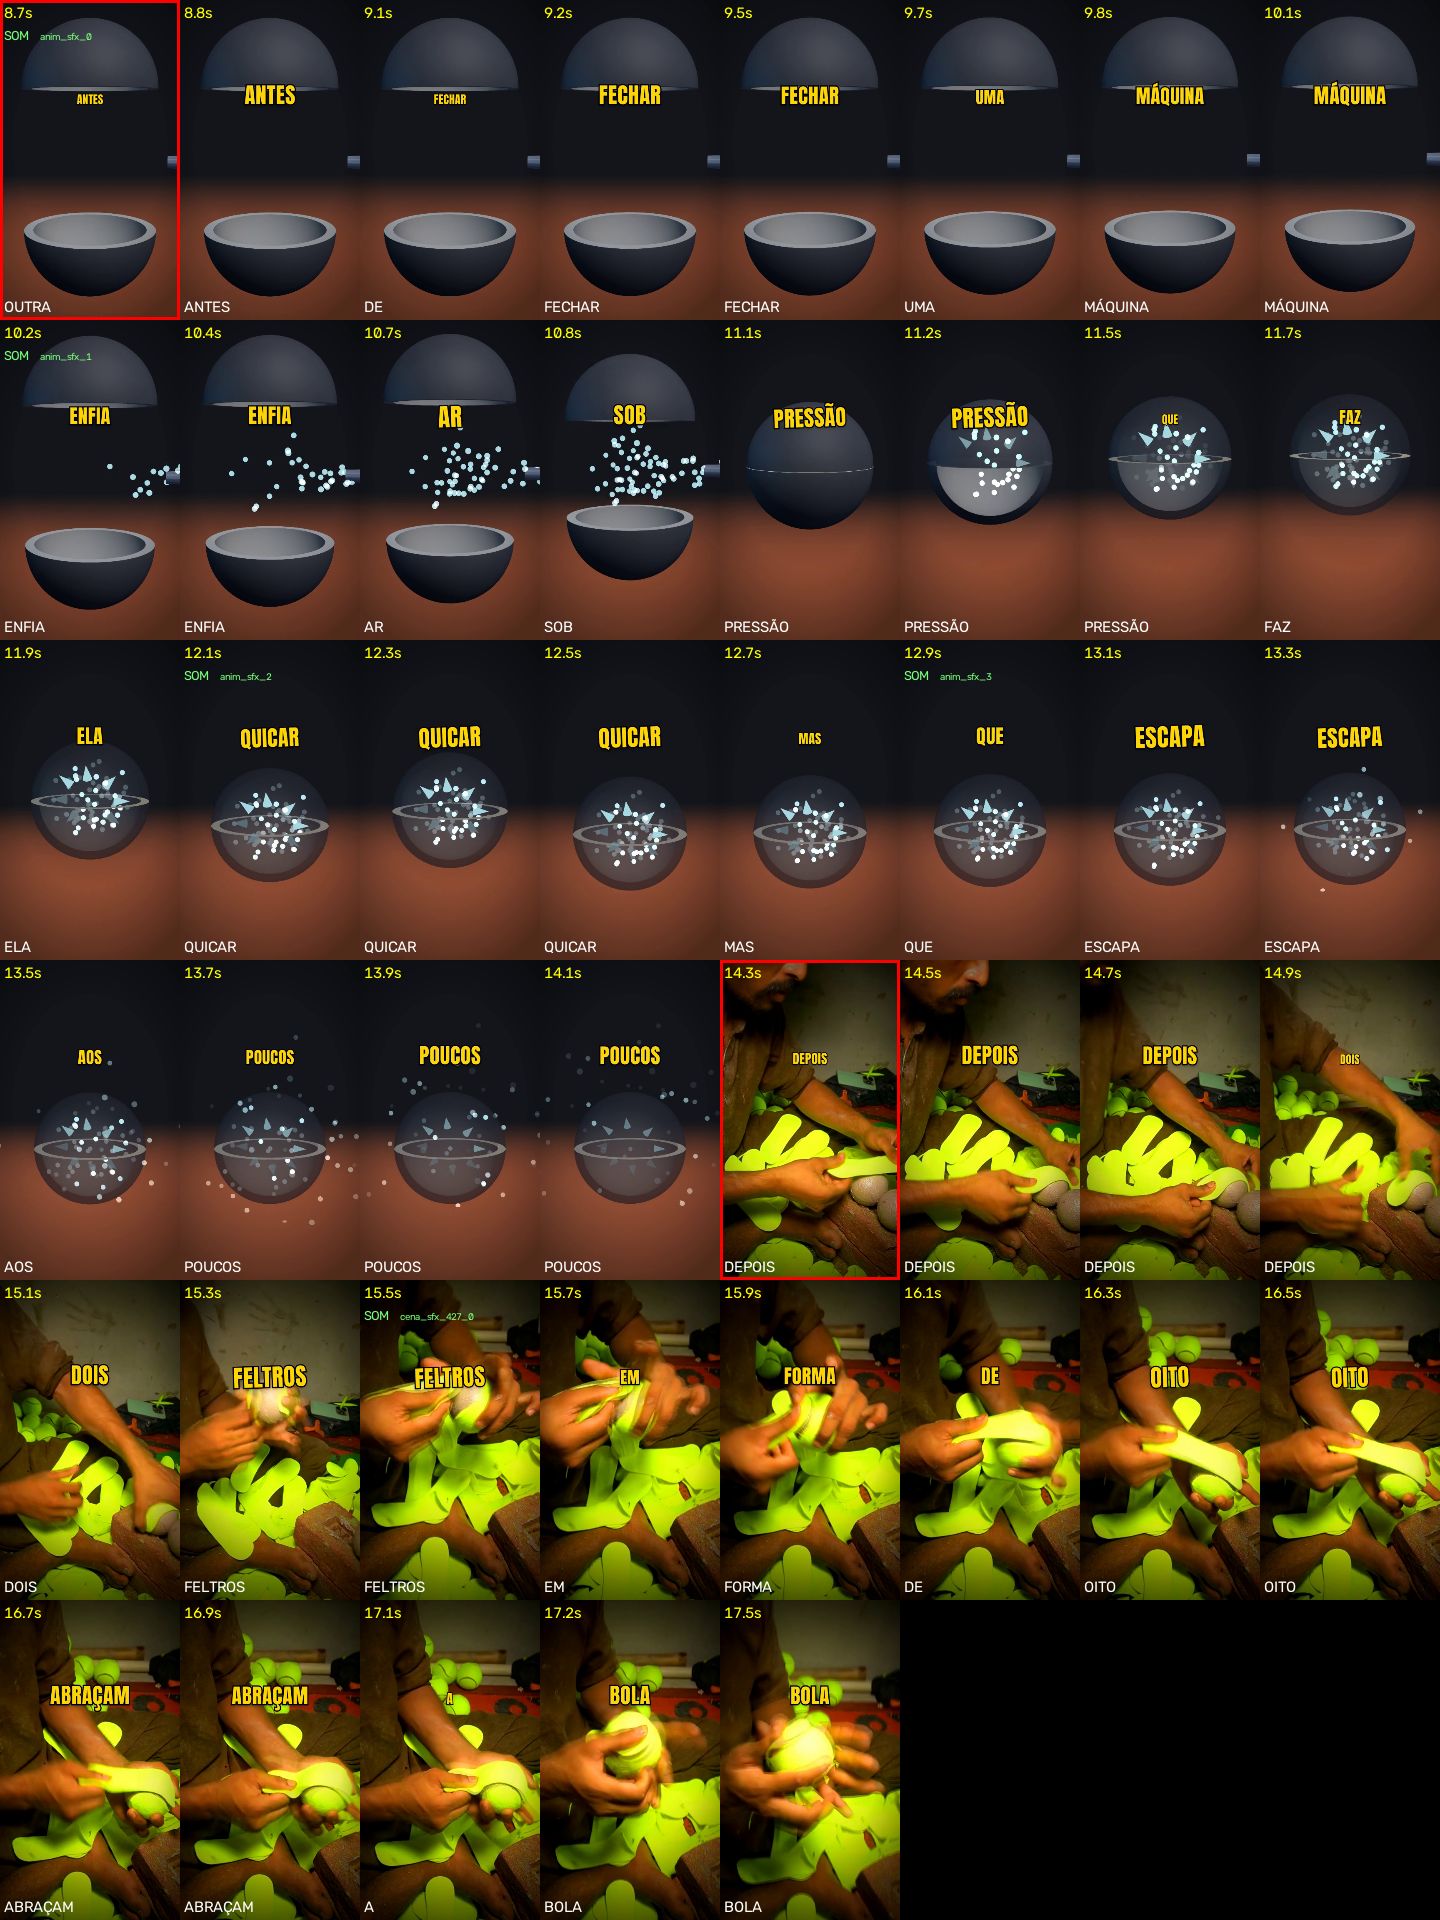 8.7s 8.8s 9.1s 9.2s 9.5s 9.7s 9.8s 10.1s
SOM anim_sfx_0
ANTES ANTES FECHAR FECHAR FECHAR UMA MÁQUINA MÁQUINA
OUTRA ANTES DE FECHAR FECHAR UMA MÁQUINA MÁQUINA
10.2s 10.4s 10.7s 10.8s 11.1s 11.2s 11.5s 11.7s
SOM anim_sfx_1
ENFIA ENFIA AR SOB PRESSÃO PRESSÃO QUE FAZ
ENFIA ENFIA AR SOB PRESSÃO PRESSÃO PRESSÃO FAZ
11.9s 12.1s 12.3s 12.5s 12.7s 12.9s 13.1s 13.3s
SOM anim_sfx_2 SOM anim_sfx_3
ELA QUICAR QUICAR QUICAR MAS QUE ESCAPA ESCAPA
ELA QUICAR QUICAR QUICAR MAS QUE ESCAPA ESCAPA
13.5s 13.7s 13.9s 14.1s 14.3s 14.5s 14.7s 14.9s
AOS POUCOS POUCOS POUCOS DEPOIS DEPOIS DEPOIS DOIS
AOS POUCOS POUCOS POUCOS DEPOIS DEPOIS DEPOIS DEPOIS
15.1s 15.3s 15.5s 15.7s 15.9s 16.1s 16.3s 16.5s
SOM cena_sfx_427_0
DOIS FELTROS FELTROS EM FORMA DE OITO OITO
DOIS FELTROS FELTROS EM FORMA DE OITO OITO
16.7s 16.9s 17.1s 17.2s 17.5s
ABRAÇAM ABRAÇAM A BOLA BOLA
ABRAÇAM ABRAÇAM A BOLA BOLA